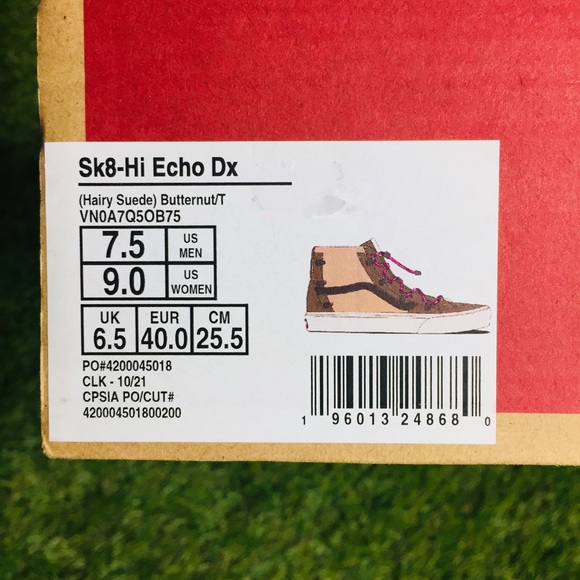 Sk8-Hi Echo Dx
(Hairy Suede) Butternut/T
VN0A7Q5OB75
7.5 US MEN
9.0 US WOMEN
UK EUR CM
6.5 40.0 25.5
PO#4200045018
CLK - 10/21
CPSIA PO/CUT#
420004501800200
1 96013 24868 0